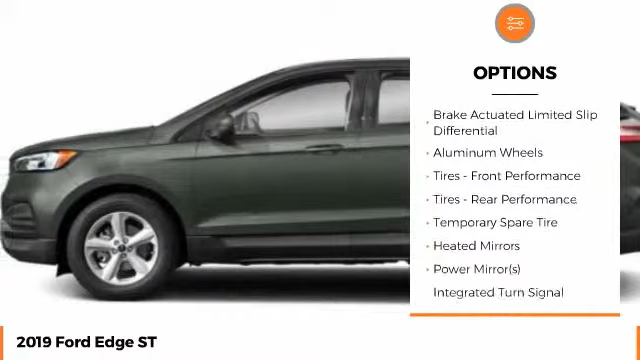 OPTIONS
Brake Actuated Limited Slip
Differential
Aluminum Wheels
Tires - Front Performance
Tires - Rear Performance
Temporary Spare Tire
Heated Mirrors
Power Mirror(s)
Integrated Turn Signal
2019 Ford Edge ST